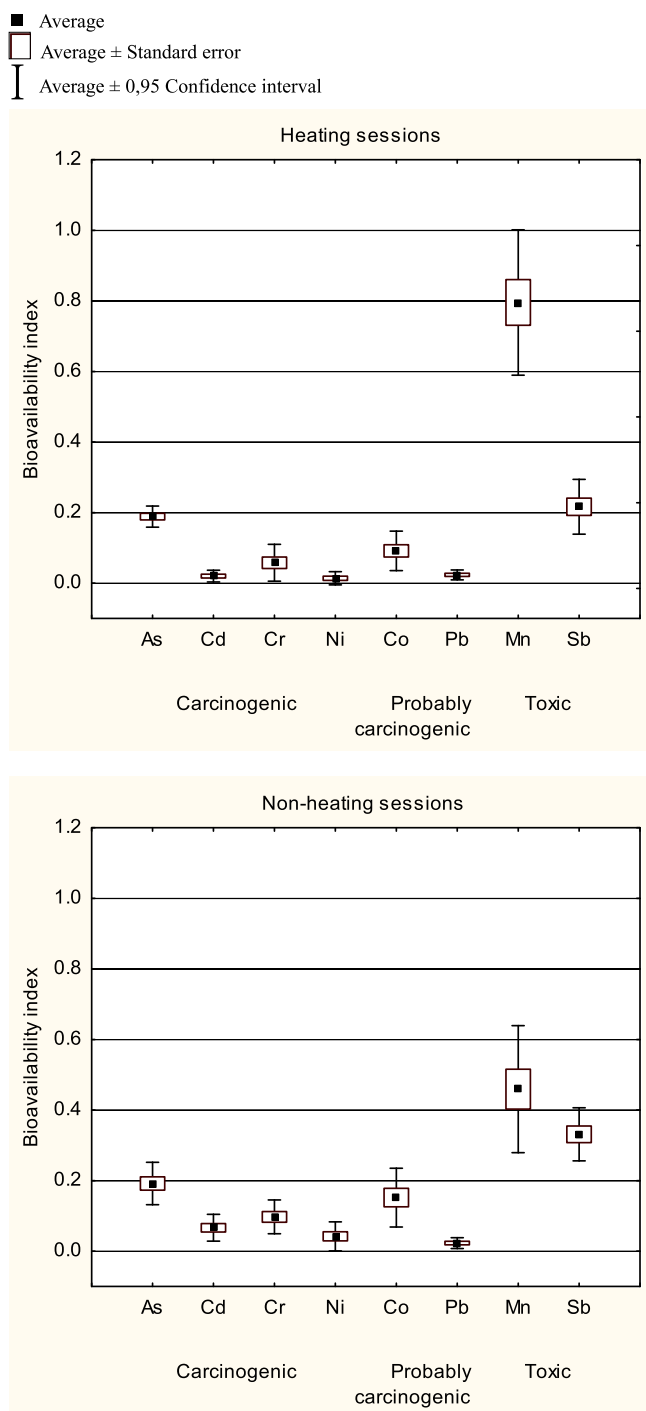 Average
Average ± Standard error
Average ± 0,95 Confidence interval
Heating sessions
Bioavailability index
1.2
1.0
0.8
0.6
0.4
0.2
0.0
As Cd Cr Ni Co Pb Mn Sb
Carcinogenic Probably Toxic
carcinogenic
Non-heating sessions
Bioavailability index
1.2
1.0
0.8
0.6
0.4
0.2
0.0
As Cd Cr Ni Co Pb Mn Sb
Carcinogenic Probably Toxic
carcinogenic